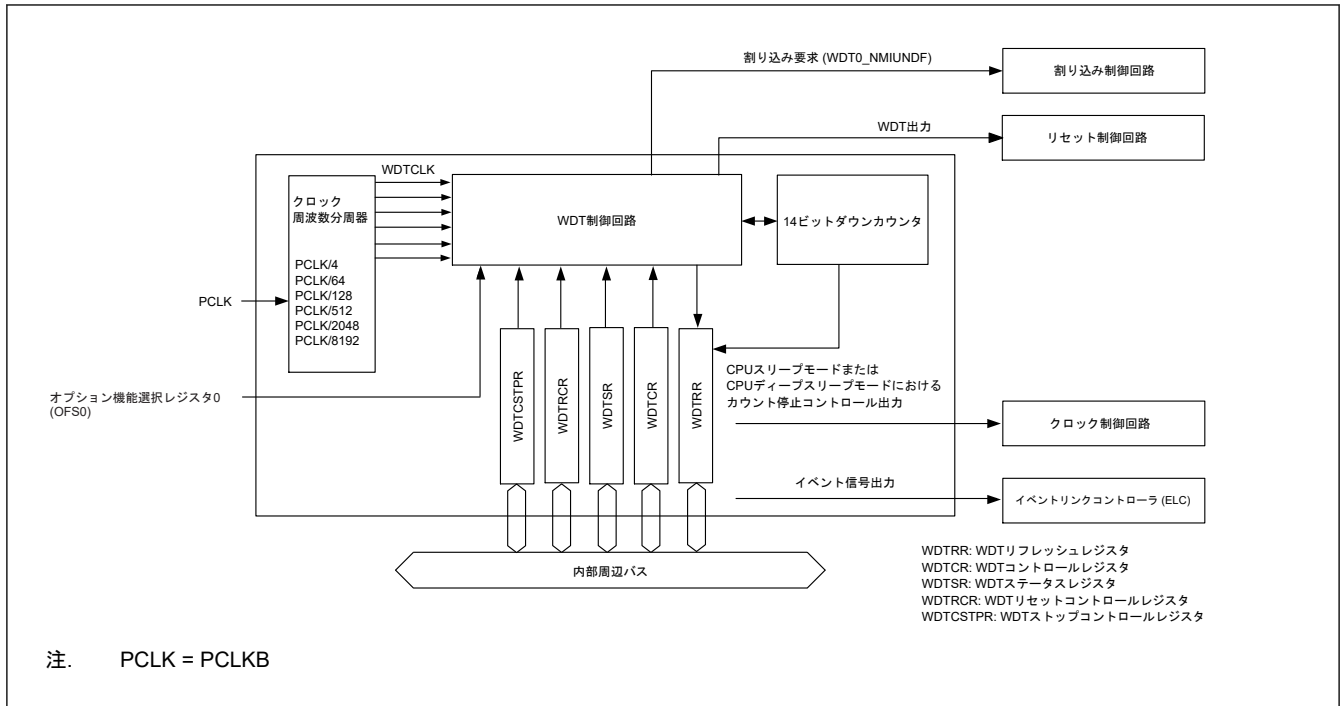 割り込み要求 (WDT0_NMIUNDF)
割り込み制御回路
WDT出力
リセット制御回路
WDTCLK
クロック
周波数分周器
PCLK/4
PCLK/64
PCLK/128
PCLK/512
PCLK/2048
PCLK/8192
WDT制御回路
14ビットダウンカウンタ
PCLK
オプション機能選択レジスタ0
(OFS0)
WDTCSTPR
WDTRCR
WDTSR
WDTCR
WDTRR
CPUスリープモードまたは
CPUディープスリープモードにおける
カウント停止コントロール出力
クロック制御回路
イベント信号出力
イベントリンクコントローラ (ELC)
内部周辺バス
WDTRR: WDTリフレッシュレジスタ
WDTCR: WDTコントロールレジスタ
WDTSR: WDTステータスレジスタ
WDTRCR: WDTリセットコントロールレジスタ
WDTCSTPR: WDTストップコントロールレジスタ
注. PCLK = PCLKB